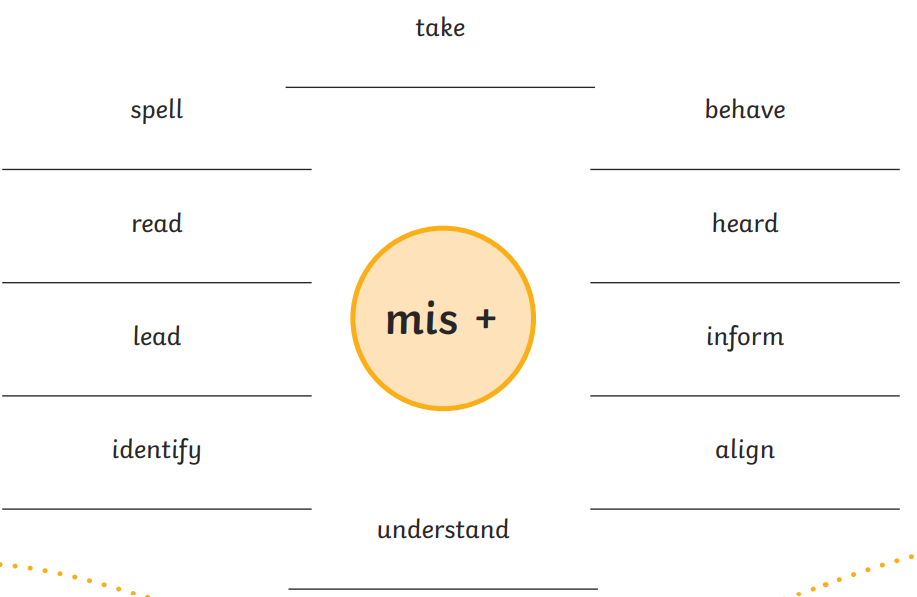 take
spell
behave
read
heard
mis +
lead
inform
identify
align
understand